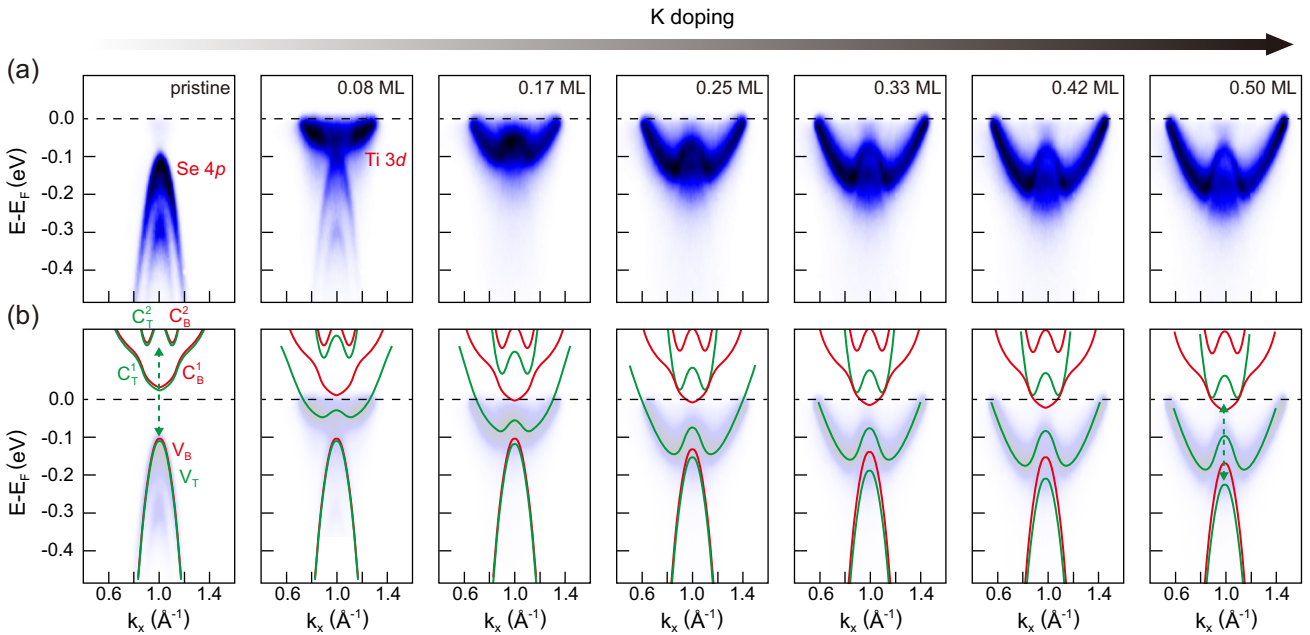 K doping
(a)
pristine
0.08 ML
0.17 ML
0.25 ML
0.33 ML
0.42 ML
0.50 ML
Se 4p
Ti 3d
E-E_F (eV)
0.0
-0.1
-0.2
-0.3
-0.4
(b)
C_T^2
C_B^2
C_T^1
C_B^1
V_B
V_T
E-E_F (eV)
0.0
-0.1
-0.2
-0.3
-0.4
0.6 1.0 1.4
0.6 1.0 1.4
0.6 1.0 1.4
0.6 1.0 1.4
0.6 1.0 1.4
0.6 1.0 1.4
0.6 1.0 1.4
k_x (Å⁻¹)
k_x (Å⁻¹)
k_x (Å⁻¹)
k_x (Å⁻¹)
k_x (Å⁻¹)
k_x (Å⁻¹)
k_x (Å⁻¹)